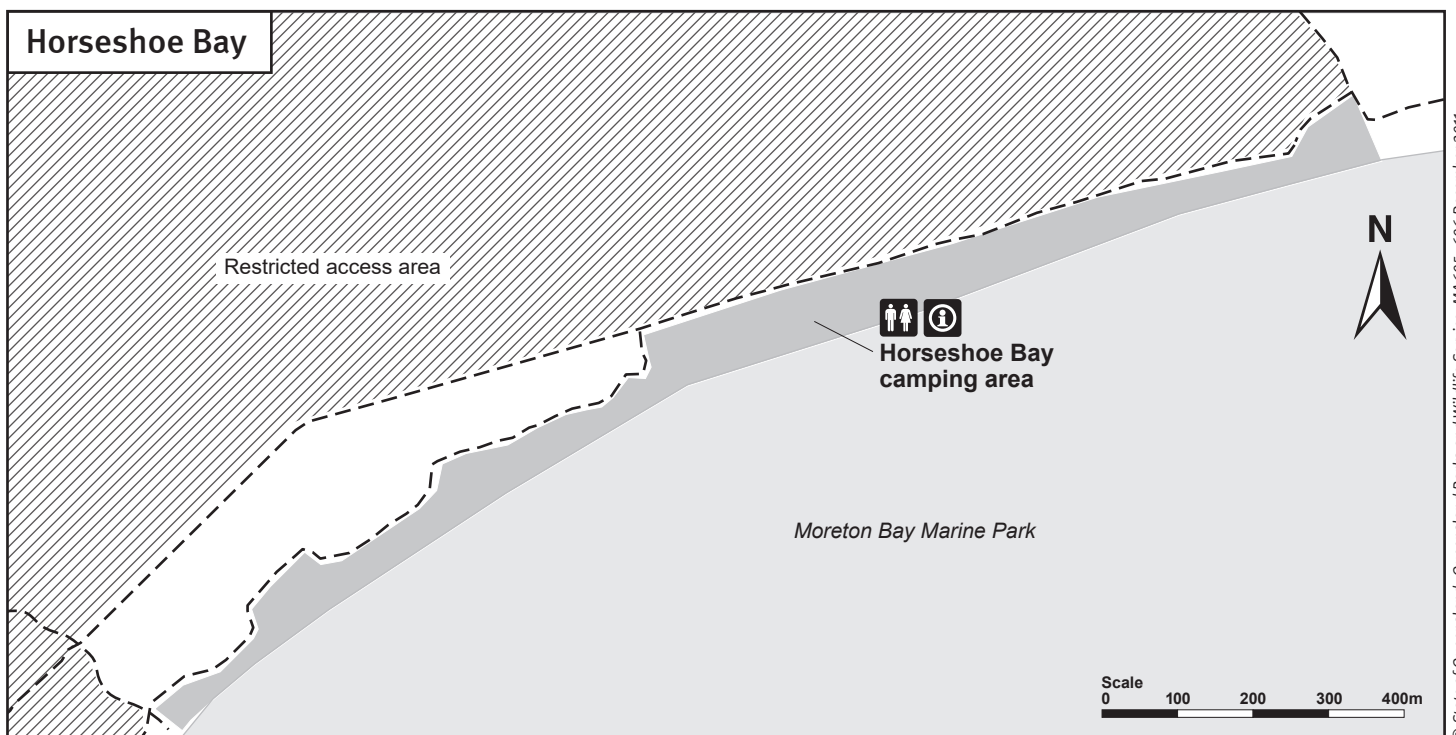 Horseshoe Bay
Restricted access area
N
Horseshoe Bay
camping area
Moreton Bay Marine Park
Scale
0 100 200 300 400m